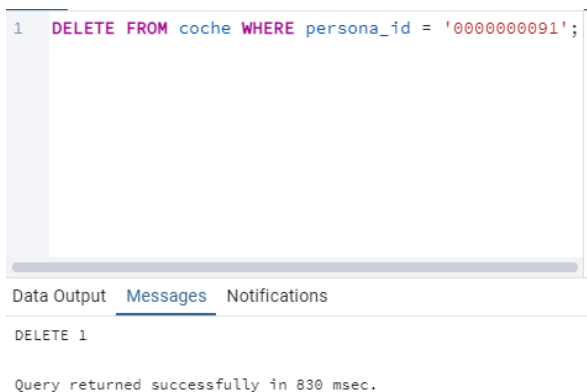 1 DELETE FROM coche WHERE persona_id = '0000000091';
Data Output Messages Notifications
DELETE 1
Query returned successfully in 830 msec.